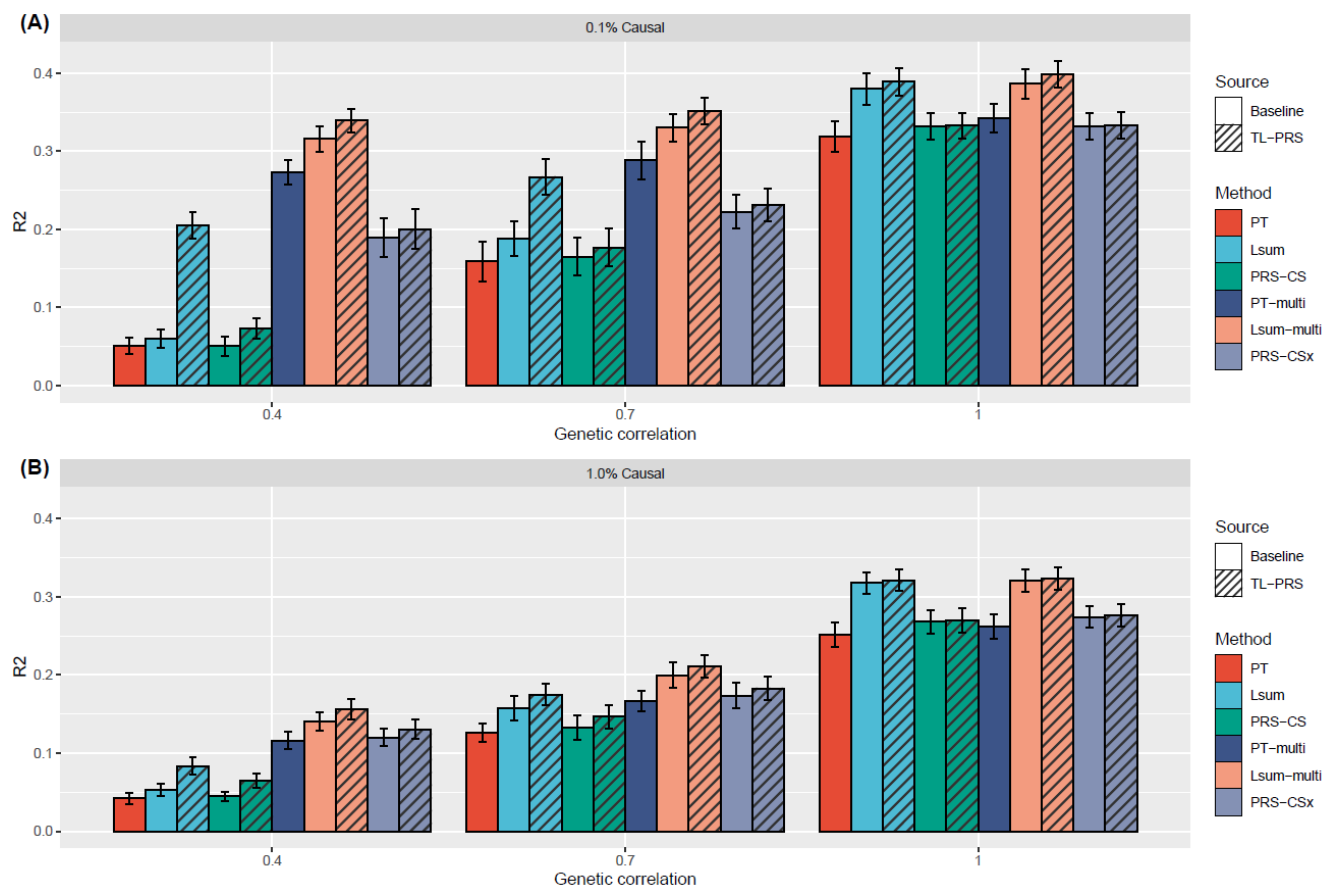 (A)
0.1% Causal
R2
0.4
0.3
0.2
0.1
0.0
0.4
0.7
1
Genetic correlation
Source
Baseline
TL-PRS
Method
PT
Lsum
PRS-CS
PT-multi
Lsum-multi
PRS-CSx
(B)
1.0% Causal
R2
0.4
0.3
0.2
0.1
0.0
0.4
0.7
1
Genetic correlation
Source
Baseline
TL-PRS
Method
PT
Lsum
PRS-CS
PT-multi
Lsum-multi
PRS-CSx